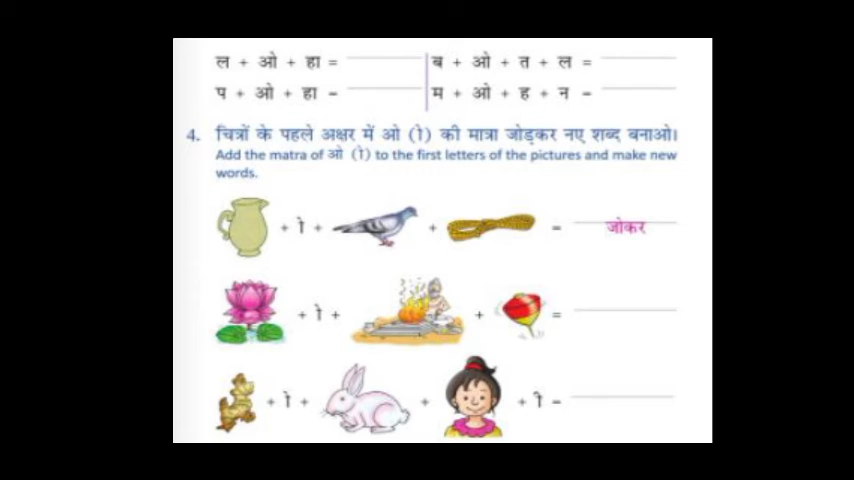 ल + ओ + हा = ब + ओ + त + ल =
प + ओ + हा = म + ओ + ह + न =
4. चित्रों के पहले अक्षर में ओ (ो) की मात्रा जोड़कर नए शब्द बनाओ।
Add the matra of ओ (ो) to the first letters of the pictures and make new
words.
+ ो + + = जोकर
+ ो + + =
+ ो + + ी =